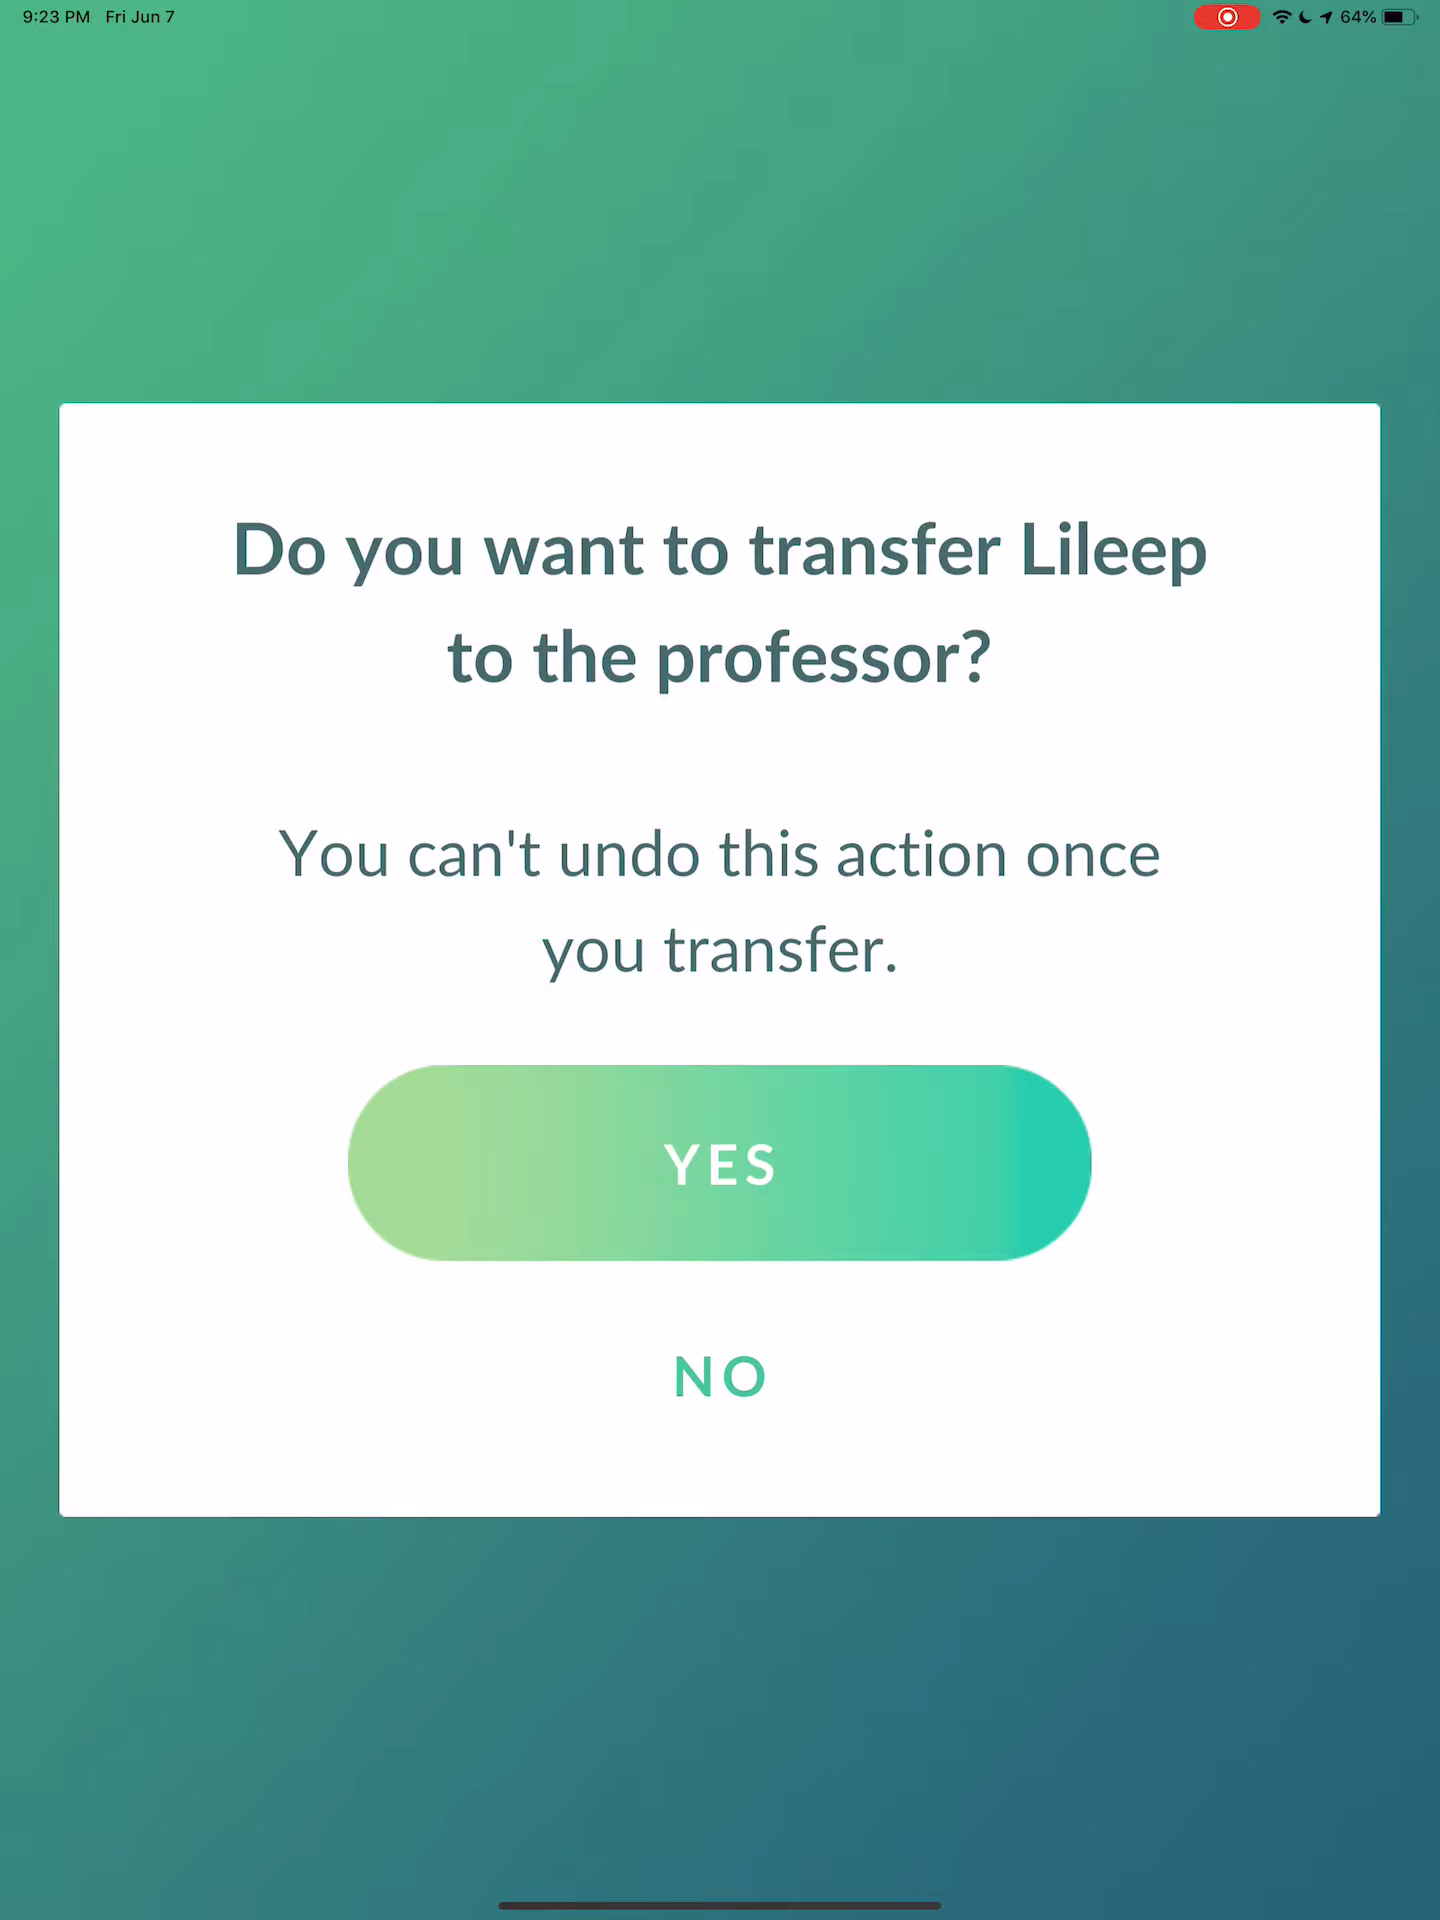 9:23 PM Fri Jun 7 64%
Do you want to transfer Lileep
to the professor?
You can't undo this action once
you transfer.
YES
NO